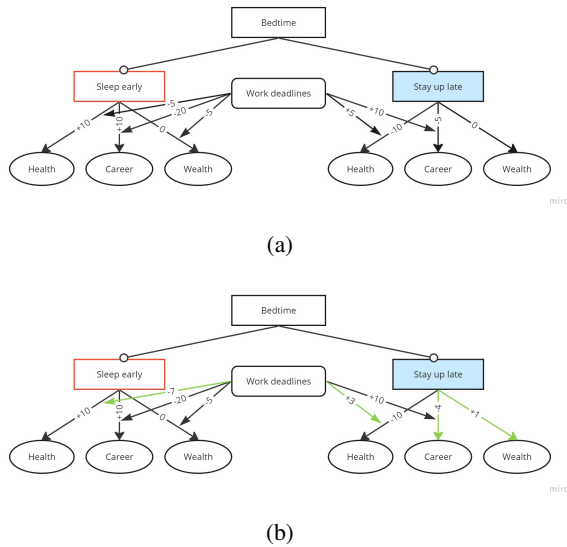 Bedtime
Sleep early
Work deadlines
Stay up late
-5
-20
-5
+5
+10
+10
+10
0
-10
-5
0
Health
Career
Wealth
Health
Career
Wealth
miro
(a)
Bedtime
Sleep early
Work deadlines
Stay up late
-7
-20
-5
+3
+10
+10
+10
0
-10
-4
+1
Health
Career
Wealth
Health
Career
Wealth
miro
(b)